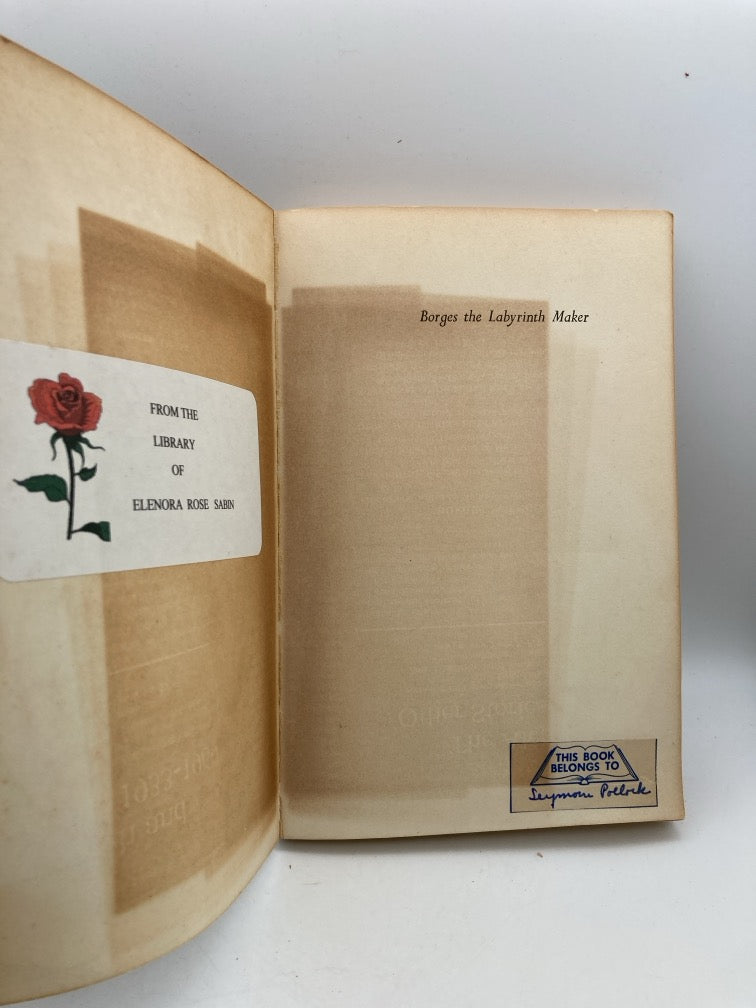 FROM THE
LIBRARY
OF
ELENORA ROSE SABIN
Borges the Labyrinth Maker
THIS BOOK
BELONGS TO
Seymour Pollock